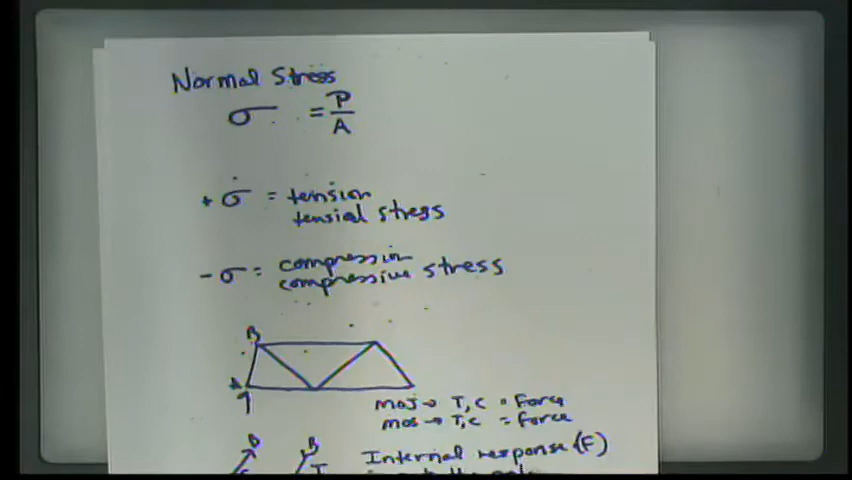 Normal Stress
σ = P/A
+ σ = tension
tensial stress
- σ = compression
compressive stress
B
A
moj → T, C = Force
mos → T, C = force
B B
Internal response (F)
T